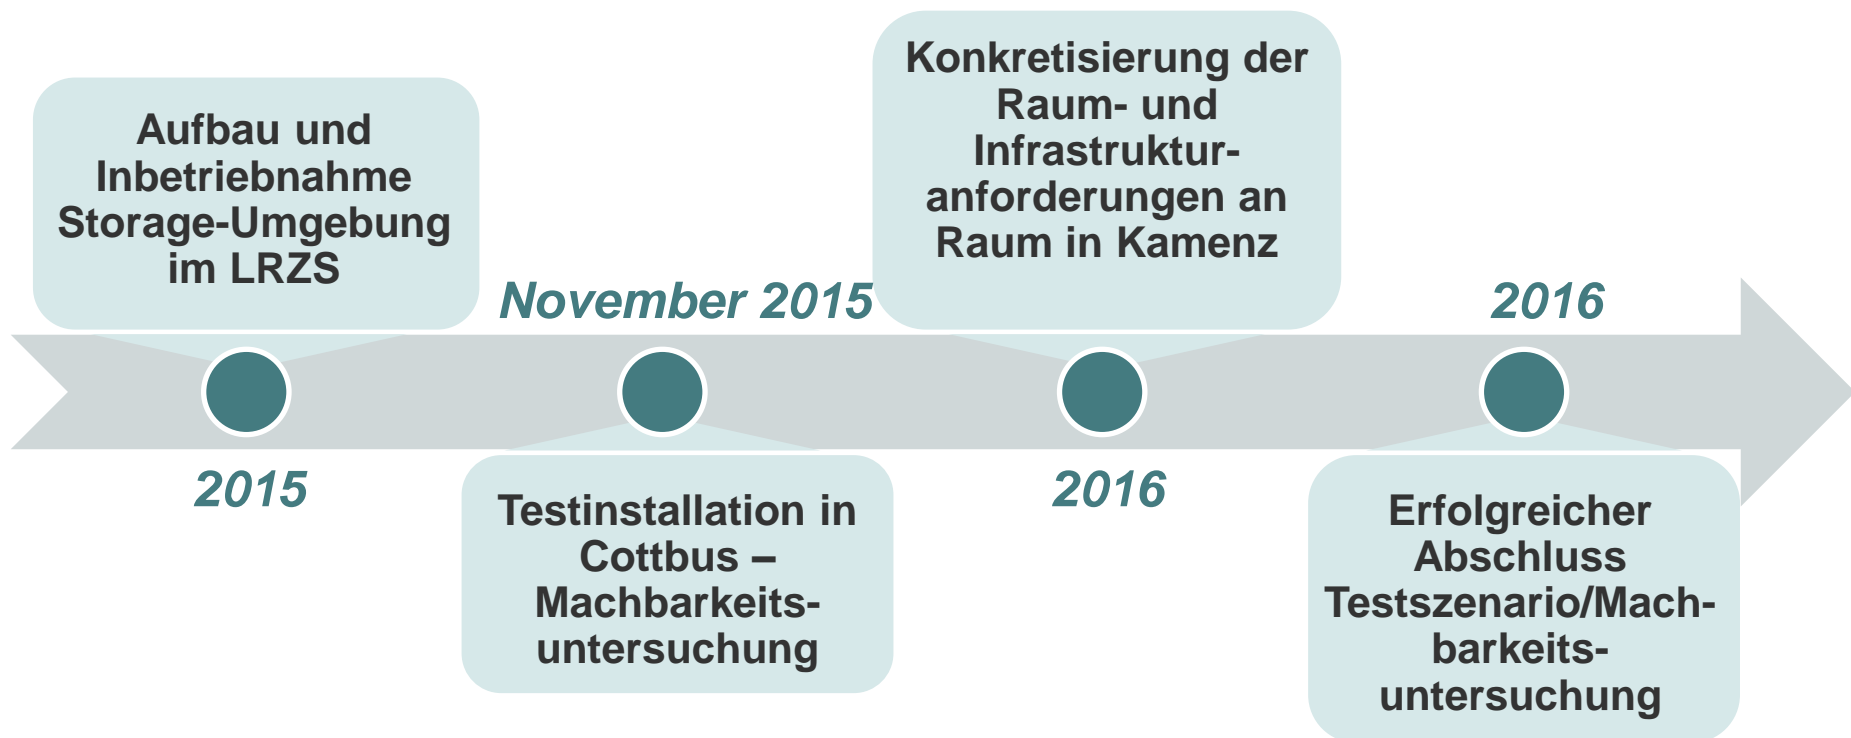 Aufbau und
Inbetriebnahme
Storage-Umgebung
im LRZS
2015
November 2015
Testinstallation in
Cottbus –
Machbarkeits-
untersuchung
Konkretisierung der
Raum- und
Infrastruktur-
anforderungen an
Raum in Kamenz
2016
2016
Erfolgreicher
Abschluss
Testszenario/Mach-
barkeits-
untersuchung